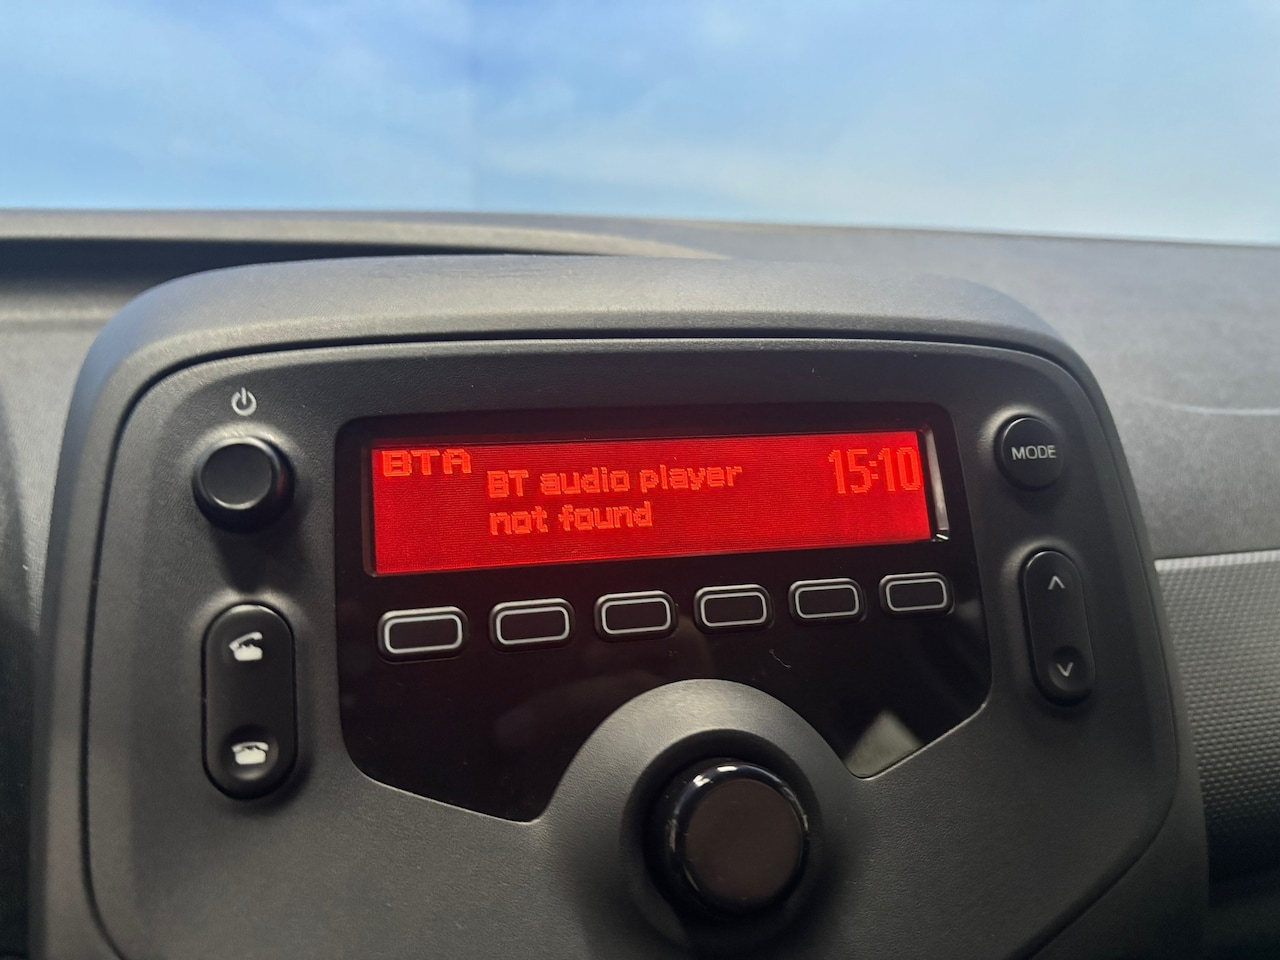 BTA
BT audio player
not found
15:10
MODE